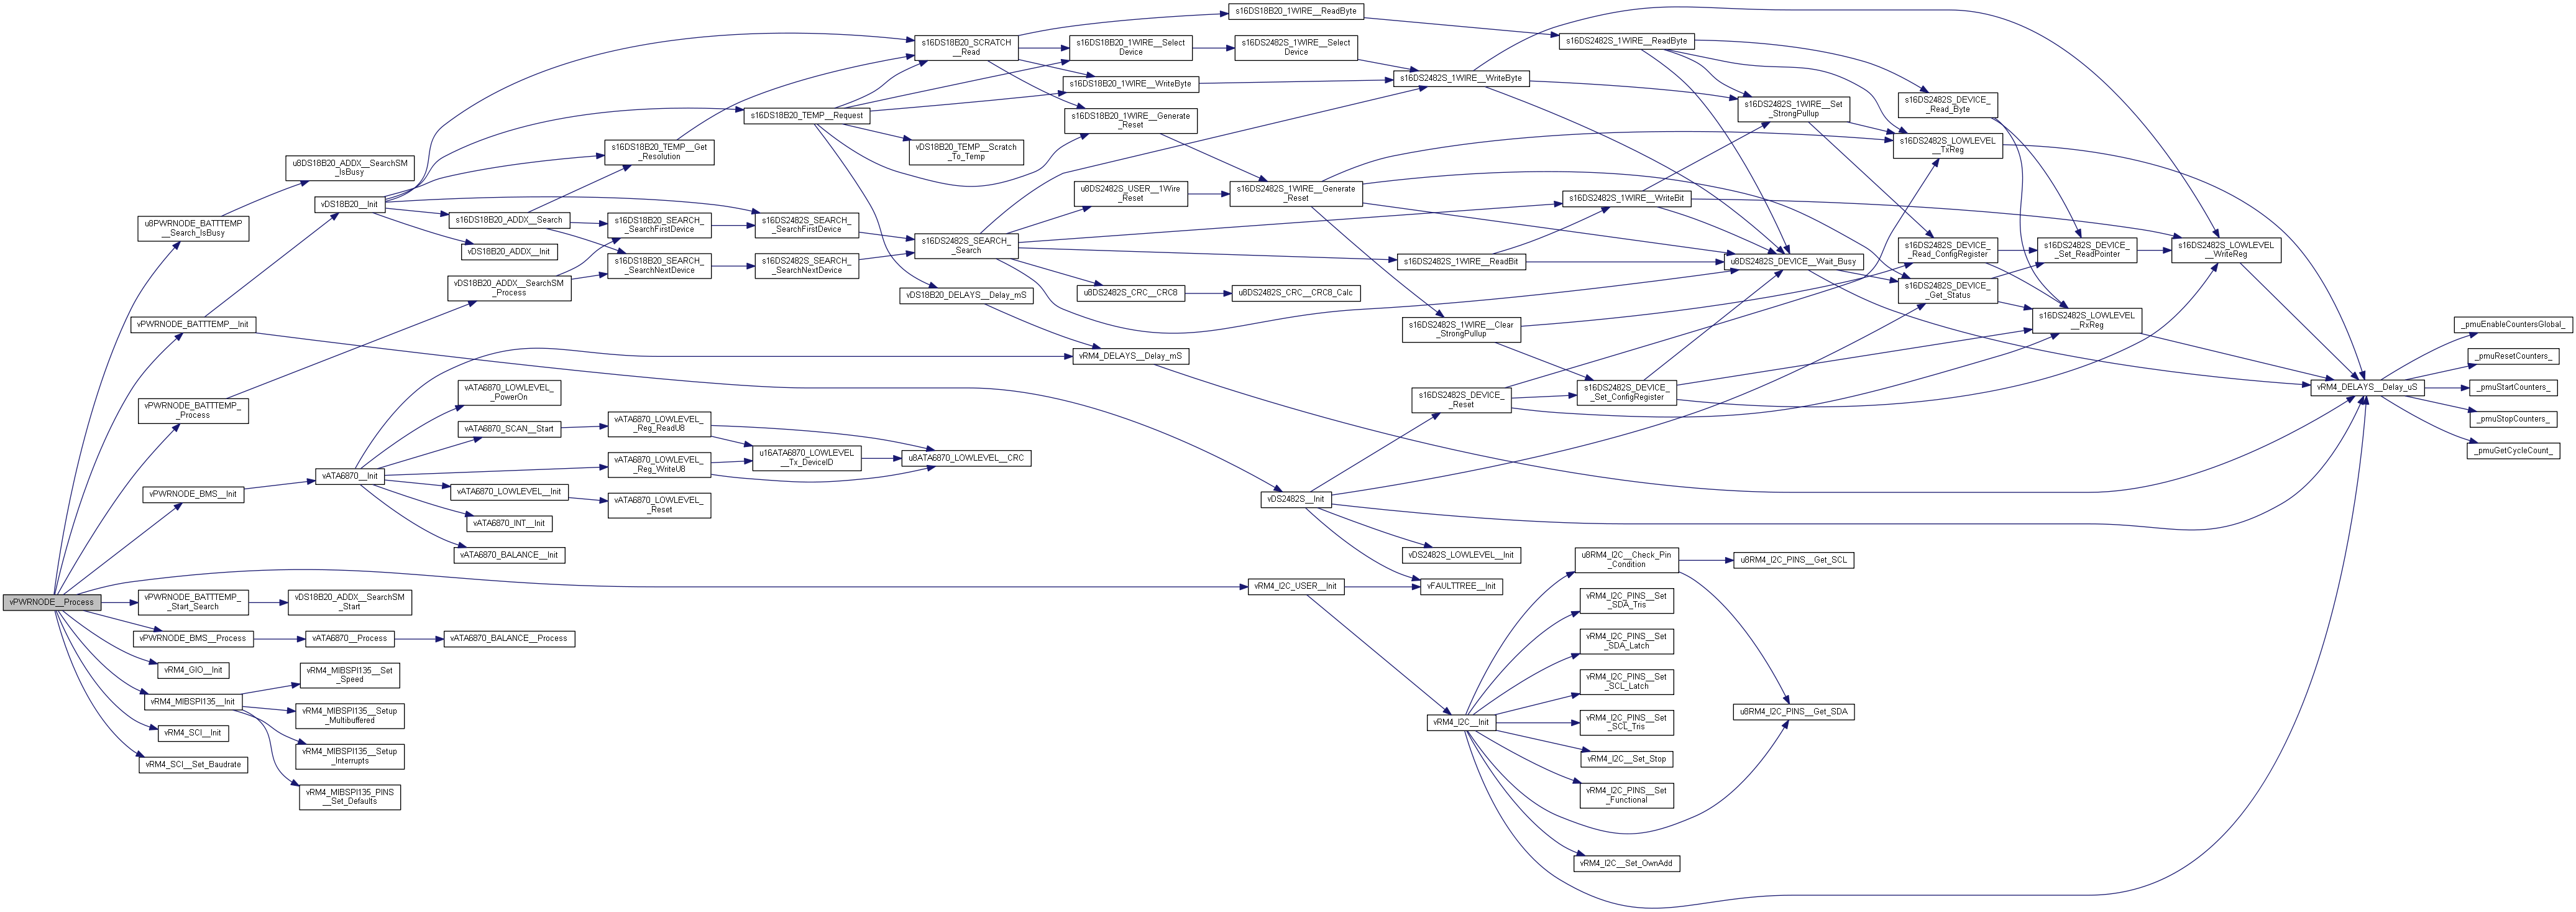 vPWRNODE__Process
u8PWRNODE_BATTTEMP
__Search_IsBusy
vPWRNODE_BATTTEMP__Init
vPWRNODE_BATTTEMP_
_Process
vPWRNODE_BMS__Init
vPWRNODE_BATTTEMP_
_Start_Search
vPWRNODE_BMS__Process
vRM4_GIO__Init
vRM4_MIBSPI135__Init
vRM4_SCI__Init
vRM4_SCI__Set_Baudrate
u8DS18B20_ADDX__SearchSM
_IsBusy
vDS18B20__Init
vATA6870__Init
vDS18B20_ADDX__SearchSM
_Start
vATA6870__Process
vRM4_MIBSPI135__Set
_Speed
vRM4_MIBSPI135__Setup
_Multibuffered
vRM4_MIBSPI135__Setup
_Interrupts
vRM4_MIBSPI135_PINS
__Set_Defaults
s16DS18B20_ADDX__Search
vDS18B20_ADDX__Init
vDS18B20_ADDX__SearchSM
_Process
vATA6870_LOWLEVEL_
_PowerOn
vATA6870_SCAN__Start
vATA6870_LOWLEVEL__Init
vATA6870_INT__Init
vATA6870_BALANCE__Init
vATA6870_BALANCE__Process
s16DS18B20_TEMP__Get
_Resolution
s16DS18B20_SEARCH_
_SearchFirstDevice
s16DS18B20_SEARCH_
_SearchNextDevice
vATA6870_LOWLEVEL_
_Reg_ReadU8
vATA6870_LOWLEVEL_
_Reg_WriteU8
vATA6870_LOWLEVEL_
_Reset
s16DS18B20_TEMP__Request
s16DS2482S_SEARCH_
_SearchFirstDevice
s16DS2482S_SEARCH_
_SearchNextDevice
u16ATA6870_LOWLEVEL
__Tx_DeviceID
s16DS18B20_SCRATCH
__Read
vDS18B20_TEMP__Scratch
_To_Temp
s16DS2482S_SEARCH_
_Search
vDS18B20_DELAYS__Delay_mS
u8ATA6870_LOWLEVEL__CRC
s16DS18B20_1WIRE__Select
Device
s16DS18B20_1WIRE__WriteByte
s16DS18B20_1WIRE__Generate
_Reset
u8DS2482S_USER__1Wire
_Reset
u8DS2482S_CRC__CRC8
vRM4_DELAYS__Delay_mS
s16DS18B20_1WIRE__ReadByte
s16DS2482S_1WIRE__Select
Device
s16DS2482S_1WIRE__Generate
_Reset
u8DS2482S_CRC__CRC8_Calc
vDS2482S__Init
vRM4_I2C_USER__Init
s16DS2482S_1WIRE__WriteByte
s16DS2482S_1WIRE__ReadBit
s16DS2482S_1WIRE__Clear
_StrongPullup
s16DS2482S_DEVICE_
_Reset
vDS2482S_LOWLEVEL__Init
vFAULTTREE__Init
vRM4_I2C__Init
s16DS2482S_1WIRE__ReadByte
s16DS2482S_1WIRE__WriteBit
s16DS2482S_DEVICE_
_Set_ConfigRegister
u8RM4_I2C__Check_Pin
_Condition
vRM4_I2C_PINS__Set
_SDA_Tris
vRM4_I2C_PINS__Set
_SDA_Latch
vRM4_I2C_PINS__Set
_SCL_Latch
vRM4_I2C_PINS__Set
_SCL_Tris
vRM4_I2C__Set_Stop
vRM4_I2C_PINS__Set
_Functional
vRM4_I2C__Set_OwnAdd
s16DS2482S_1WIRE__Set
_StrongPullup
u8DS2482S_DEVICE__Wait_Busy
u8RM4_I2C_PINS__Get_SCL
u8RM4_I2C_PINS__Get_SDA
s16DS2482S_DEVICE_
_Read_Byte
s16DS2482S_LOWLEVEL
__TxReg
s16DS2482S_DEVICE_
_Read_ConfigRegister
s16DS2482S_DEVICE_
_Get_Status
s16DS2482S_DEVICE_
_Set_ReadPointer
s16DS2482S_LOWLEVEL
__RxReg
s16DS2482S_LOWLEVEL
__WriteReg
vRM4_DELAYS__Delay_uS
_pmuEnableCountersGlobal_
_pmuResetCounters_
_pmuStartCounters_
_pmuStopCounters_
_pmuGetCycleCount_